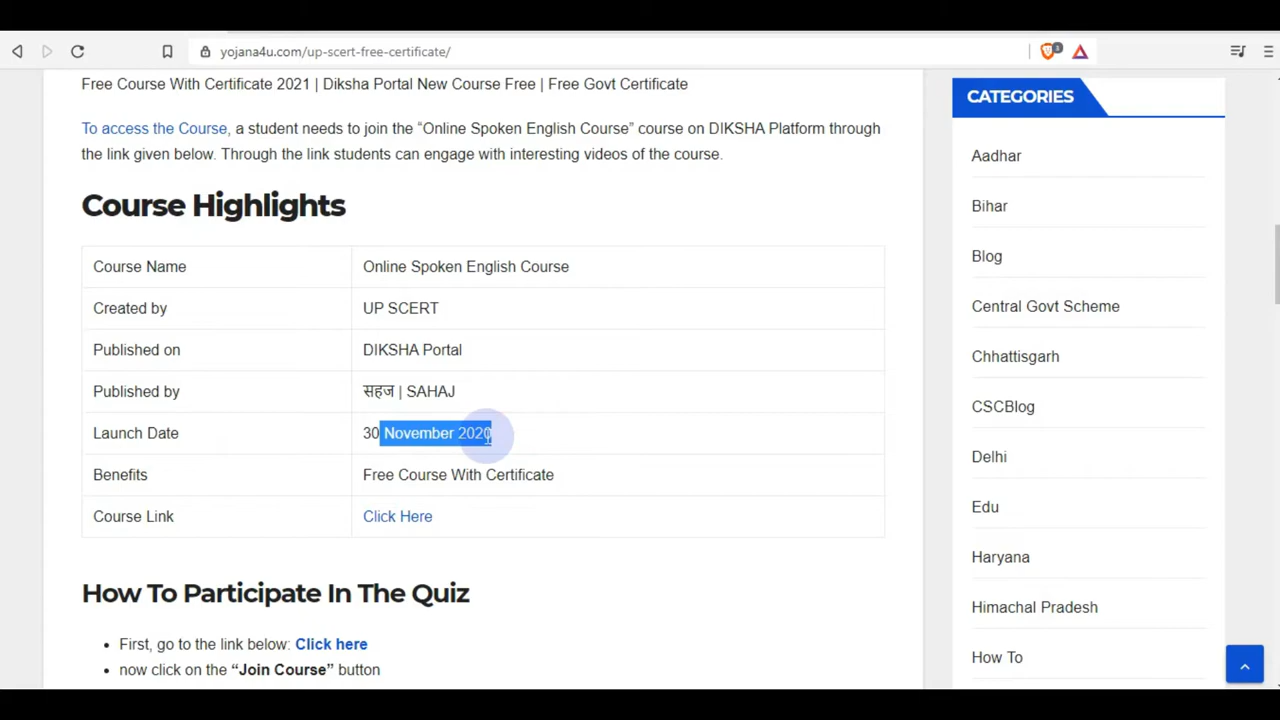 yojana4u.com/up-scert-free-certificate/
3
Free Course With Certificate 2021 | Diksha Portal New Course Free | Free Govt Certificate
To access the Course, a student needs to join the “Online Spoken English Course” course on DIKSHA Platform through
the link given below. Through the link students can engage with interesting videos of the course.
Course Highlights
Course Name Online Spoken English Course
Created by UP SCERT
Published on DIKSHA Portal
Published by सहज | SAHAJ
Launch Date 30 November 2020
Benefits Free Course With Certificate
Course Link Click Here
How To Participate In The Quiz
• First, go to the link below: Click here
• now click on the “Join Course” button
CATEGORIES
Aadhar
Bihar
Blog
Central Govt Scheme
Chhattisgarh
CSCBlog
Delhi
Edu
Haryana
Himachal Pradesh
How To